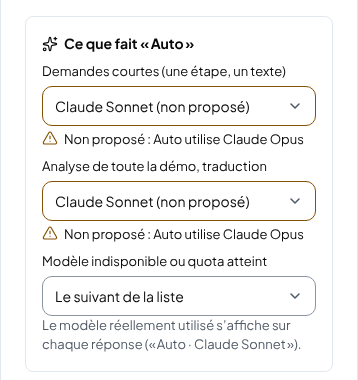 Ce que fait « Auto »
Demandes courtes (une étape, un texte)
Claude Sonnet (non proposé)
Non proposé : Auto utilise Claude Opus
Analyse de toute la démo, traduction
Claude Sonnet (non proposé)
Non proposé : Auto utilise Claude Opus
Modèle indisponible ou quota atteint
Le suivant de la liste
Le modèle réellement utilisé s’affiche sur
chaque réponse (« Auto · Claude Sonnet »).